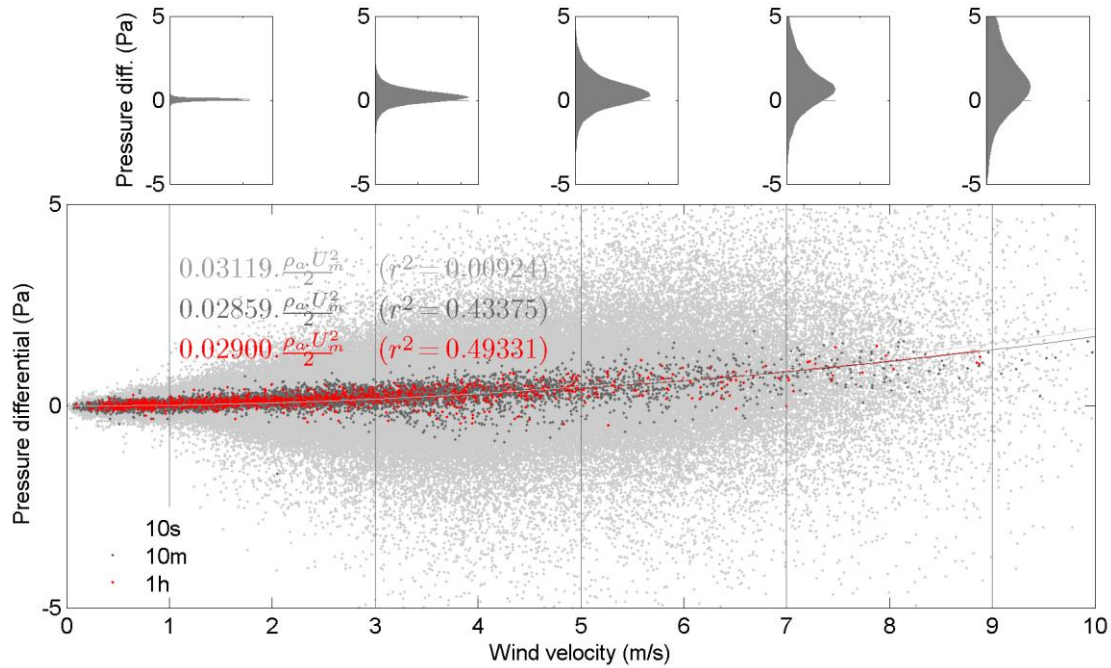 Pressure diff. (Pa)
5 5 5 5 5
0 0 0 0 0
-5 -5 -5 -5 -5
Pressure differential (Pa)
5
0.03119.ρₐ.U²ₘ/2 (r² = 0.00924)
0.02859.ρₐ.U²ₘ/2 (r² = 0.43375)
0.02900.ρₐ.U²ₘ/2 (r² = 0.49331)
0
10s
10m
1h
-5
0 1 2 3 4 5 6 7 8 9 10
Wind velocity (m/s)